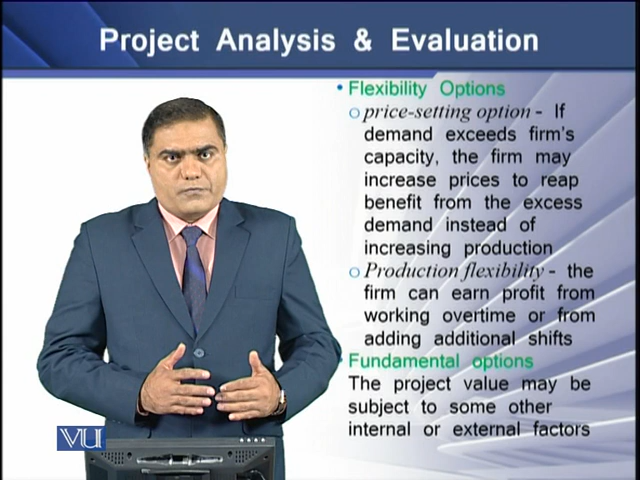 Project Analysis & Evaluation
• Flexibility Options
o price-setting option - If
demand exceeds firm's
capacity, the firm may
increase prices to reap
benefit from the excess
demand instead of
increasing production
o Production flexibility - the
firm can earn profit from
working overtime or from
adding additional shifts
• Fundamental options
The project value may be
subject to some other
internal or external factors
VU